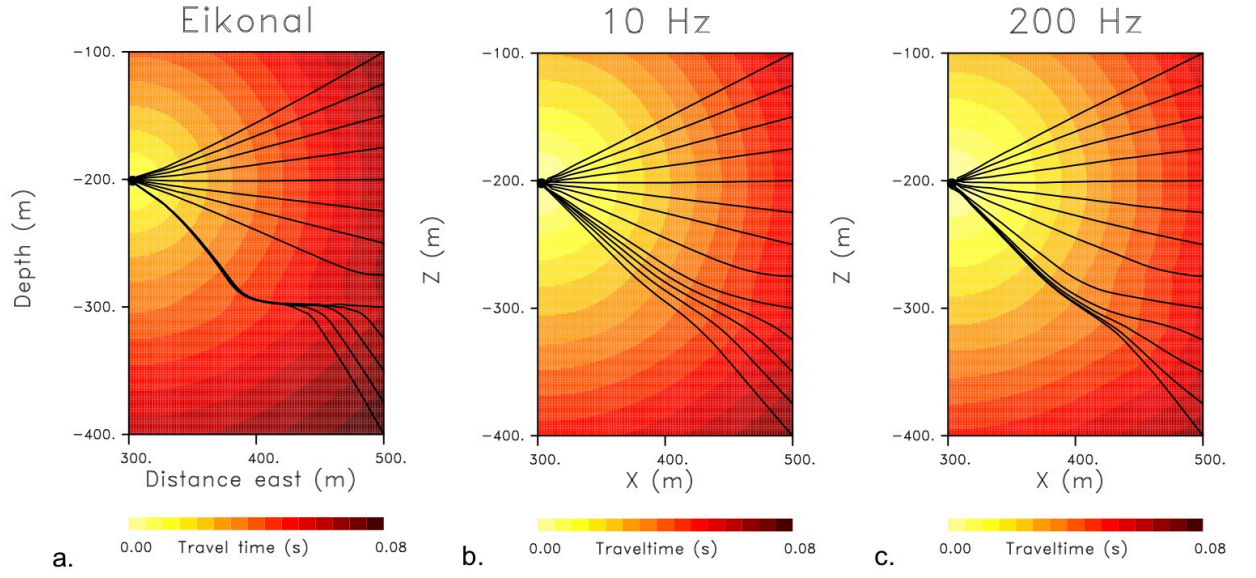 Eikonal
10 Hz
200 Hz
-100.
-200.
-300.
-400.
Depth (m)
300.
400.
500.
Distance east (m)
0.00
Travel time (s)
0.08
a.
-100.
-200.
-300.
-400.
Z (m)
300.
400.
500.
X (m)
0.00
Traveltime (s)
0.08
b.
-100.
-200.
-300.
-400.
Z (m)
300.
400.
500.
X (m)
0.00
Traveltime (s)
0.08
c.